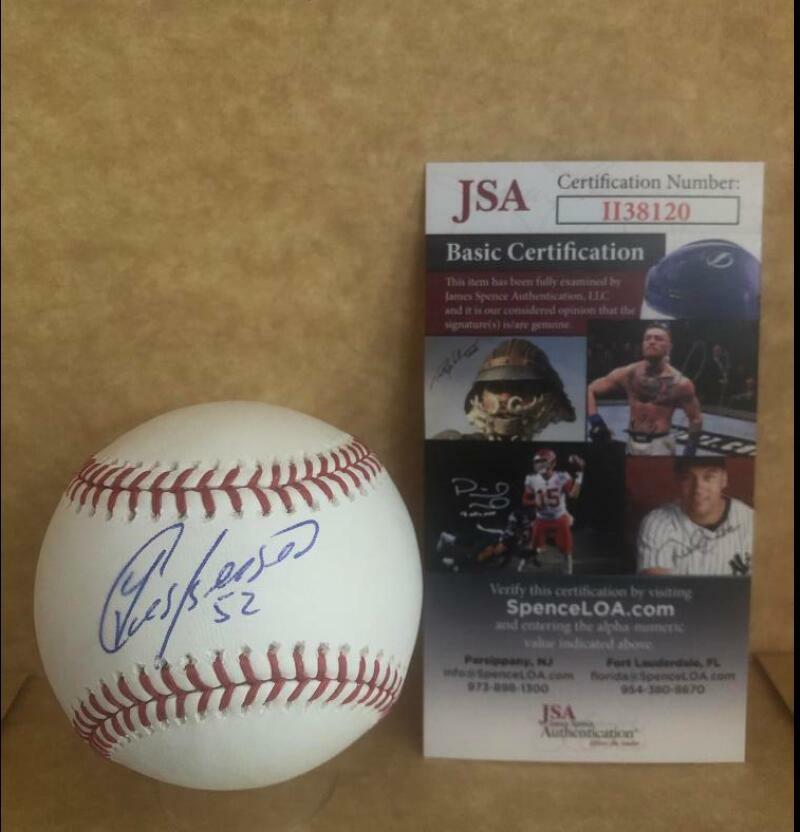 52
JSA
Certification Number:
II38120
Basic Certification
This item has been fully examined by
James Spence Authentication, LLC
and it is our considered opinion that the
signature(s) is/are genuine.
15
Verify this certification by visiting
SpenceLOA.com
and entering the alpha-numeric
value indicated above.
Parsippany, NJ
info@SpenceLOA.com
973-898-1300
Fort Lauderdale, FL
florida@SpenceLOA.com
954-380-8670
JSA
Authentication